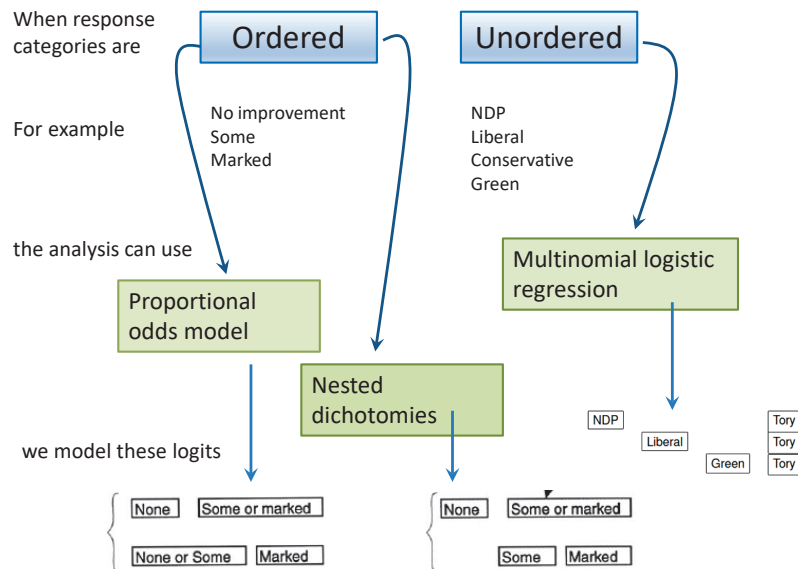 When response
categories are
Ordered
Unordered
For example
No improvement
Some
Marked
NDP
Liberal
Conservative
Green
the analysis can use
Proportional
odds model
Nested
dichotomies
Multinomial logistic
regression
we model these logits
None
Some or marked
None or Some
Marked
None
Some or marked
Some
Marked
NDP
Tory
Liberal
Tory
Green
Tory